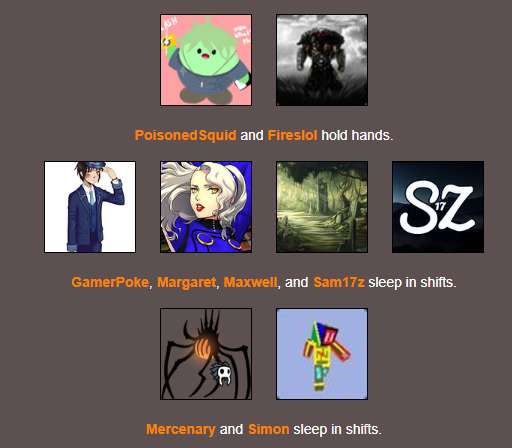 PoisonedSquid and Fireslol hold hands.
SZ
17
GamerPoke, Margaret, Maxwell, and Sam17z sleep in shifts.
Mercenary and Simon sleep in shifts.